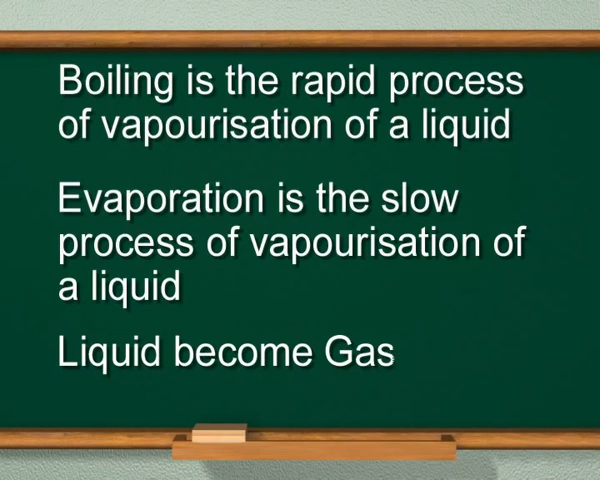 Boiling is the rapid process
of vapourisation of a liquid
Evaporation is the slow
process of vapourisation of
a liquid
Liquid become Gas